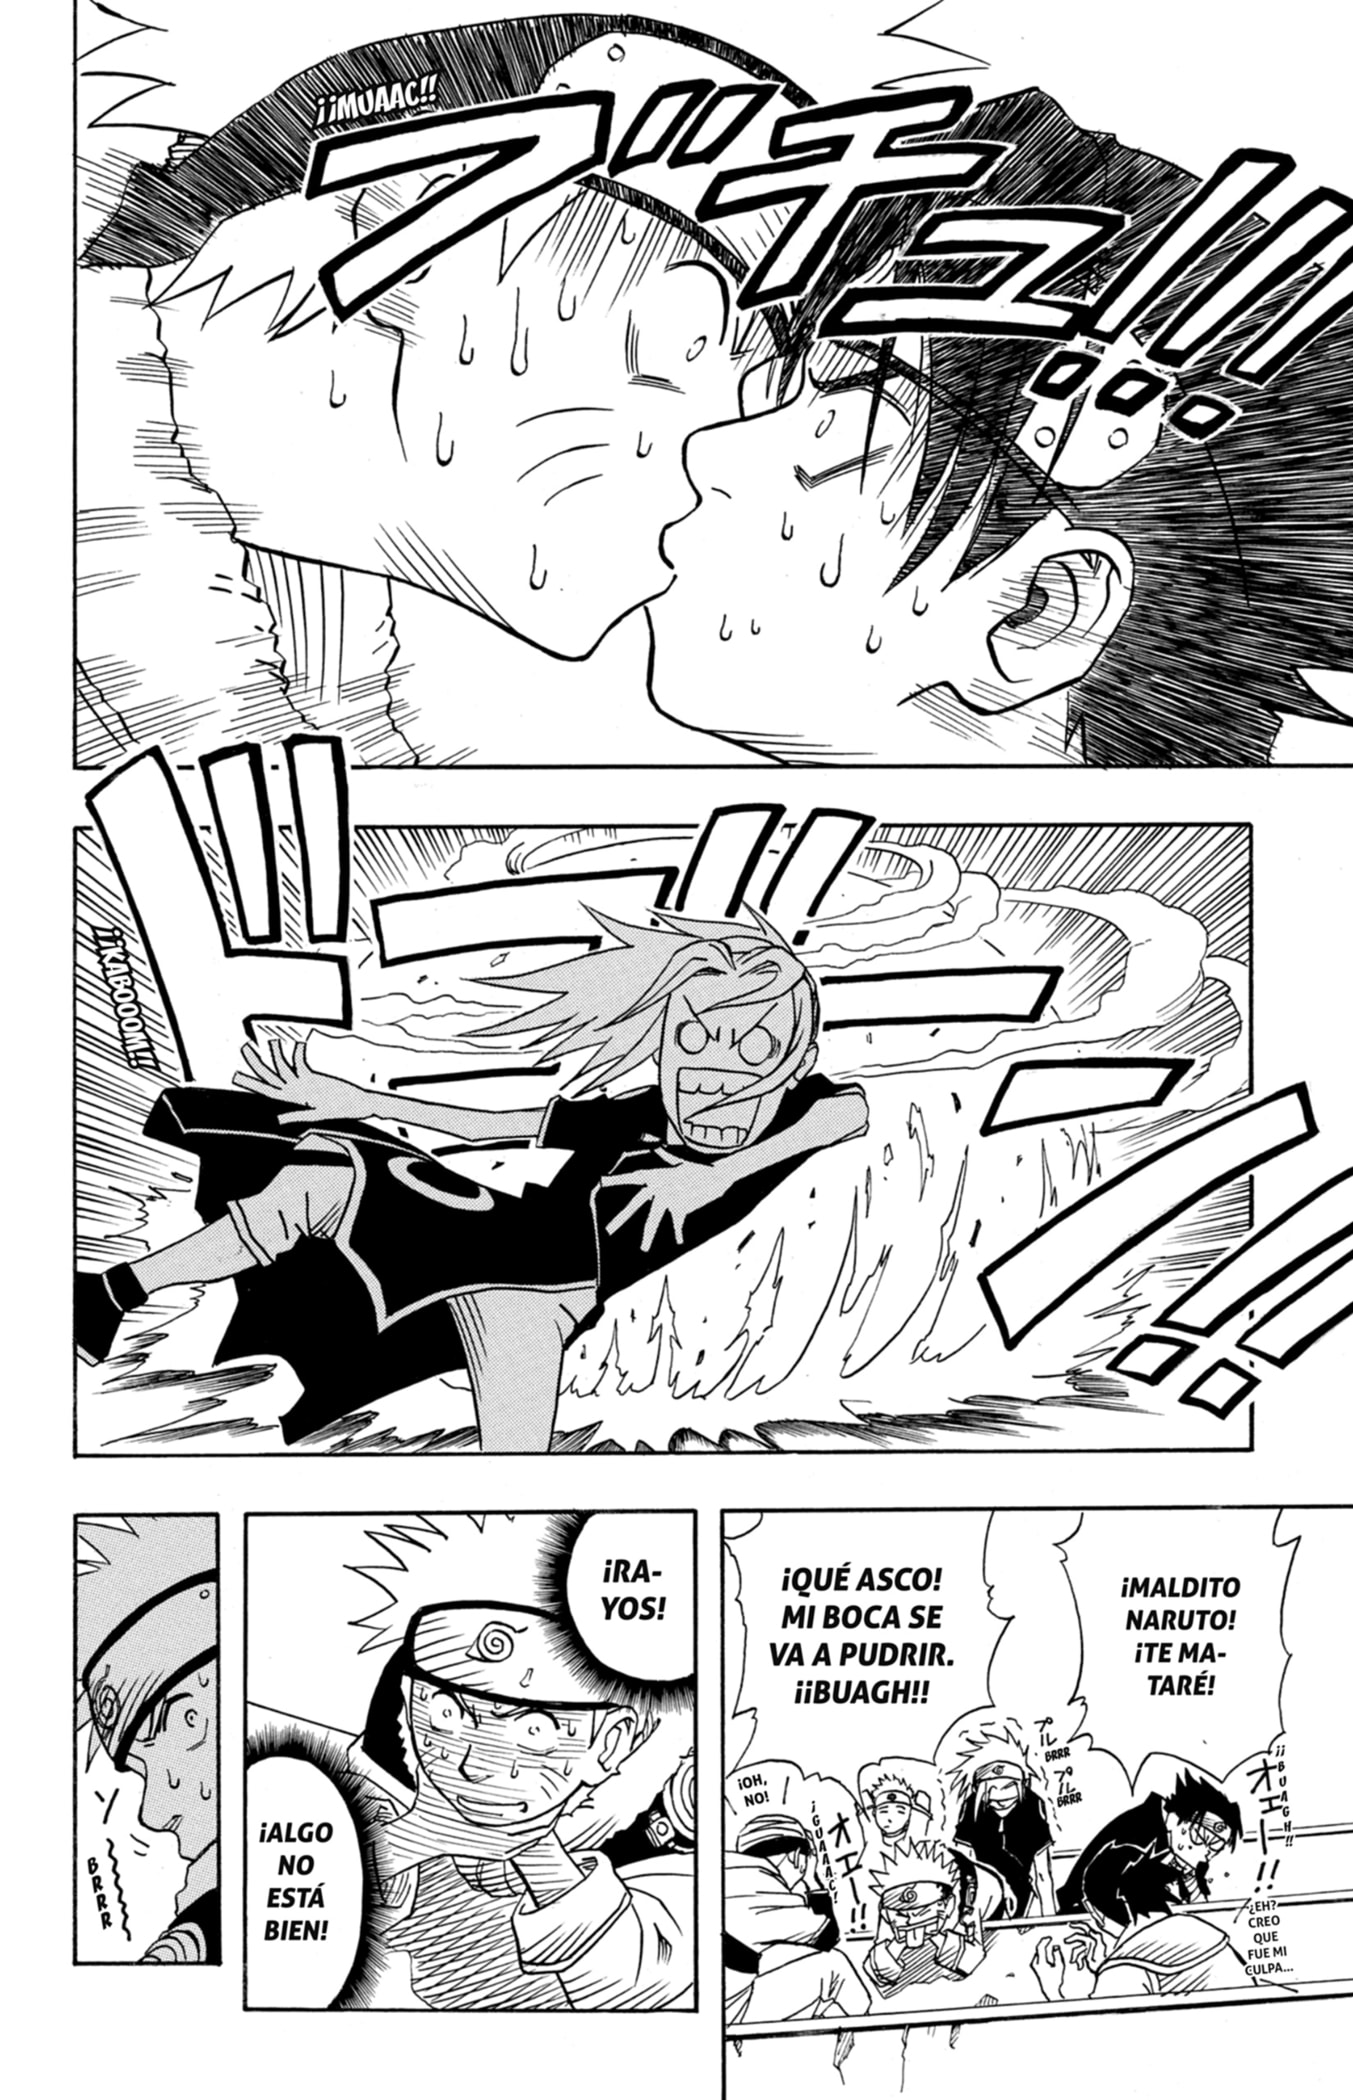 ¡¡MUAAC!!
ブチュ!!!
¡¡KABOOOM!!
ドドーン!!
¡MALDITO
NARUTO!
¡TE MA-
TARÉ!
¡QUÉ ASCO!
MI BOCA SE
VA A PUDRIR.
¡¡BUAGH!!
¡¡BUAGH!!
オエー!!
¿EH?
CREO
QUE
FUE MI
CULPA...
プル
BRRR
プル
BRRR
¡OH,
NO!
¡GUAAAC!
オエー!!
¡RA-
YOS!
¡ALGO
NO
ESTÁ
BIEN!
BRRR